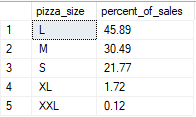 pizza_size percent_of_sales
1 L 45.89
2 M 30.49
3 S 21.77
4 XL 1.72
5 XXL 0.12